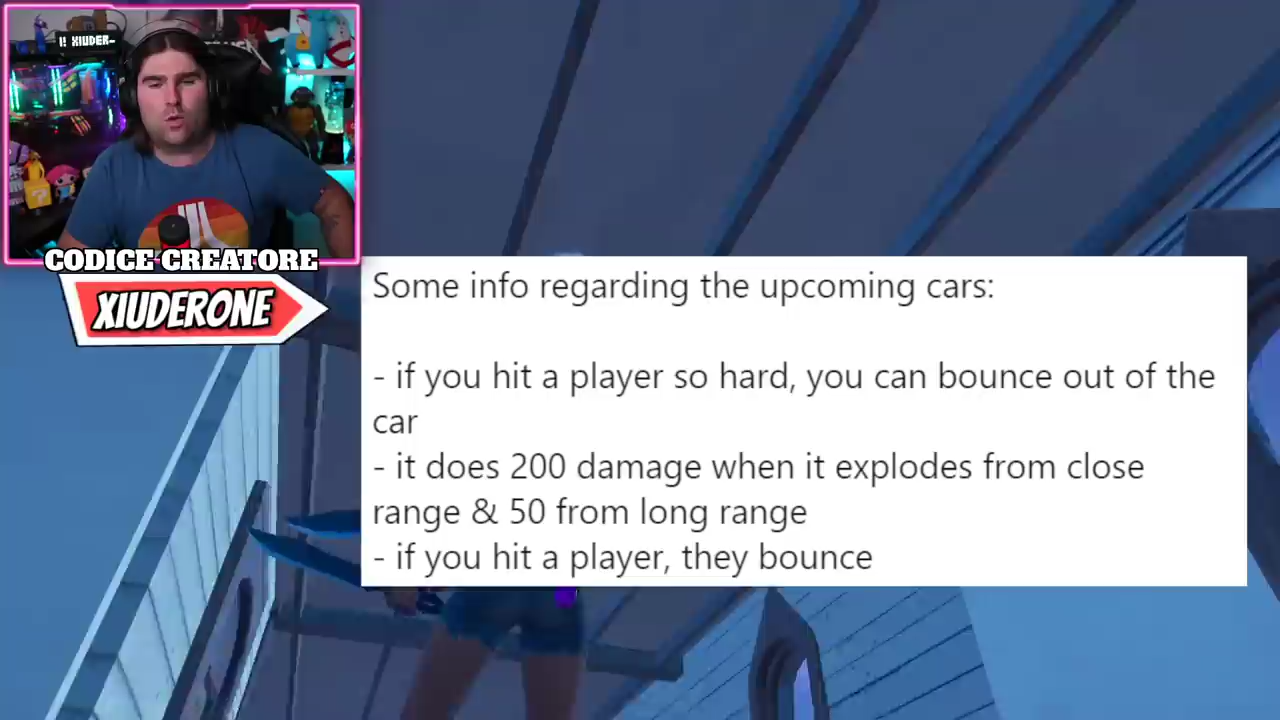 !! XIUDER-
CODICE CREATORE
XIUDERONE
Some info regarding the upcoming cars:
- if you hit a player so hard, you can bounce out of the
car
- it does 200 damage when it explodes from close
range & 50 from long range
- if you hit a player, they bounce